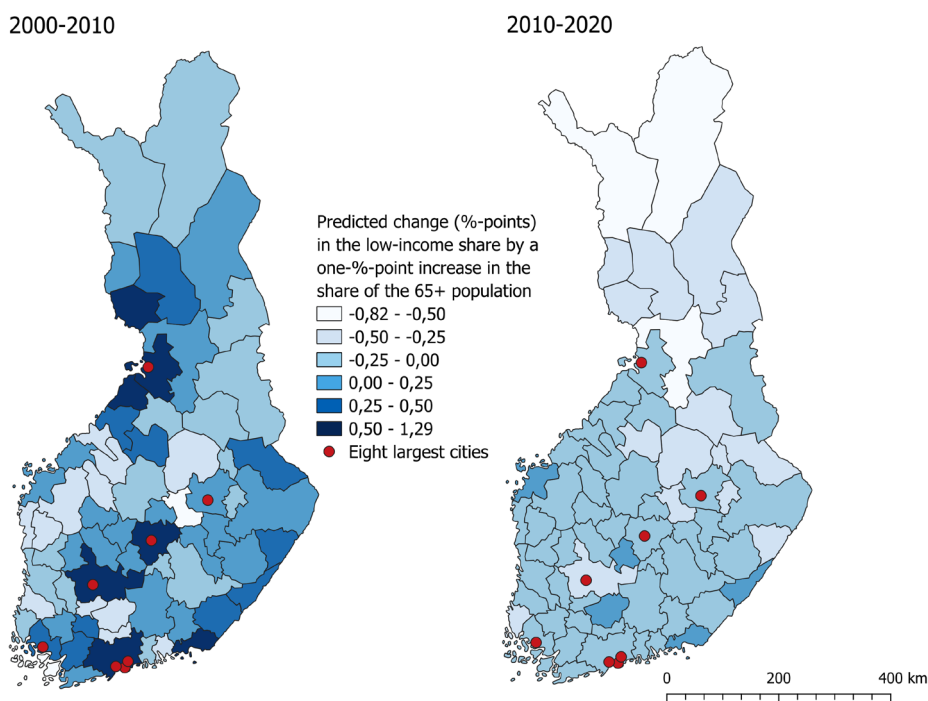 2000-2010
2010-2020
Predicted change (%-points)
in the low-income share by a
one-%-point increase in the
share of the 65+ population
-0,82 - -0,50
-0,50 - -0,25
-0,25 - 0,00
0,00 - 0,25
0,25 - 0,50
0,50 - 1,29
Eight largest cities
0 200 400 km